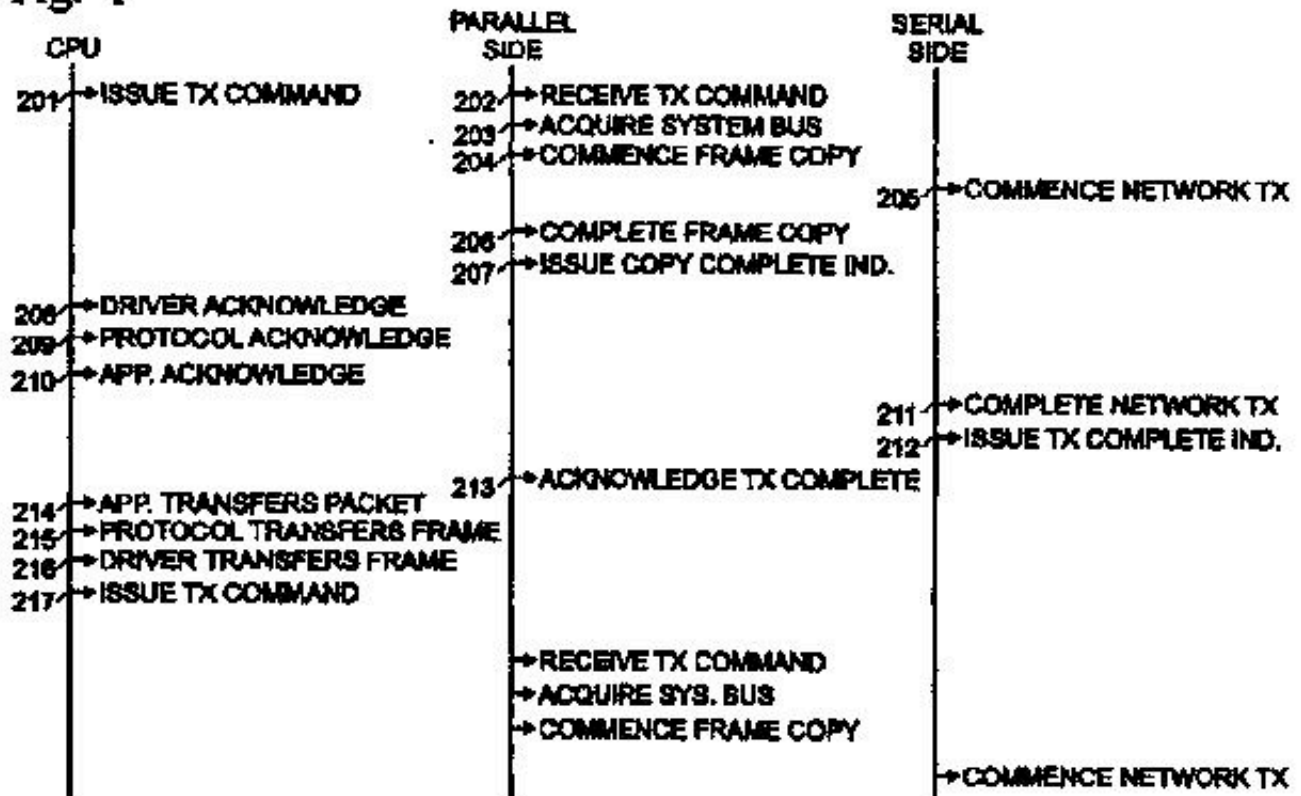 CPU
PARALLEL
SIDE
SERIAL
SIDE
201 ISSUE TX COMMAND
202 RECEIVE TX COMMAND
203 ACQUIRE SYSTEM BUS
204 COMMENCE FRAME COPY
205 COMMENCE NETWORK TX
206 COMPLETE FRAME COPY
207 ISSUE COPY COMPLETE IND.
208 DRIVER ACKNOWLEDGE
209 PROTOCOL ACKNOWLEDGE
210 APP. ACKNOWLEDGE
211 COMPLETE NETWORK TX
212 ISSUE TX COMPLETE IND.
213 ACKNOWLEDGE TX COMPLETE
214 APP. TRANSFERS PACKET
215 PROTOCOL TRANSFERS FRAME
216 DRIVER TRANSFERS FRAME
217 ISSUE TX COMMAND
RECEIVE TX COMMAND
ACQUIRE SYS. BUS
COMMENCE FRAME COPY
COMMENCE NETWORK TX